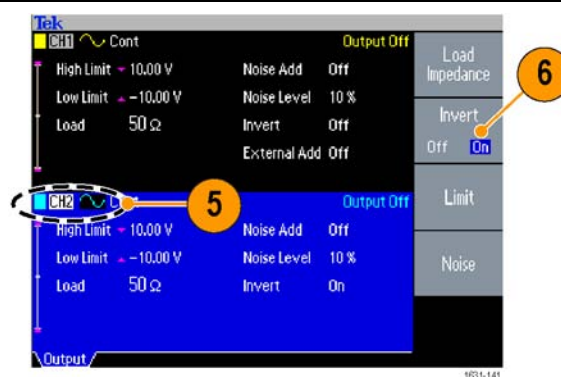 Tek
CH1 Cont Output Off
High Limit 10.00 V Noise Add Off
Low Limit -10.00 V Noise Level 10 %
Load 50 Ω Invert Off
External Add Off
CH2 Output Off
High Limit 10.00 V Noise Add Off
Low Limit -10.00 V Noise Level 10 %
Load 50 Ω Invert On
Output
Load
Impedance
Invert
Off On
Limit
Noise
5
6
1631-141